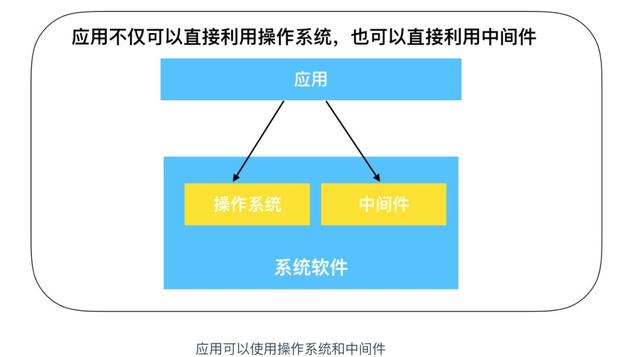 应用不仅可以直接利用操作系统，也可以直接利用中间件
应用
操作系统
中间件
系统软件
应用可以使用操作系统和中间件